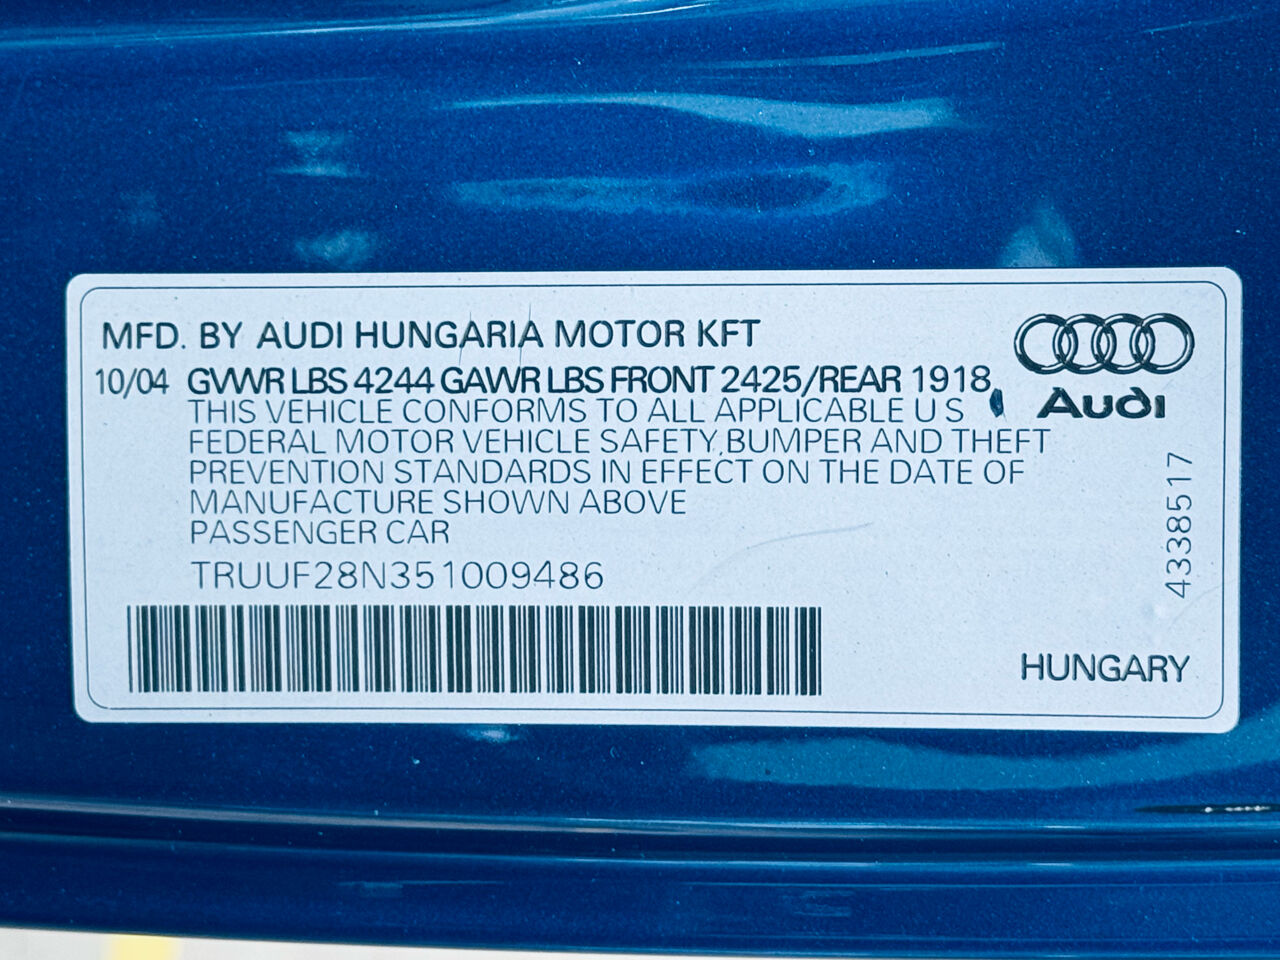 MFD. BY AUDI HUNGARIA MOTOR KFT
10/04 GVWR LBS 4244 GAWR LBS FRONT 2425/REAR 1918
THIS VEHICLE CONFORMS TO ALL APPLICABLE U S
FEDERAL MOTOR VEHICLE SAFETY, BUMPER AND THEFT
PREVENTION STANDARDS IN EFFECT ON THE DATE OF
MANUFACTURE SHOWN ABOVE
PASSENGER CAR
TRUUF28N351009486
Audi
4338517
HUNGARY